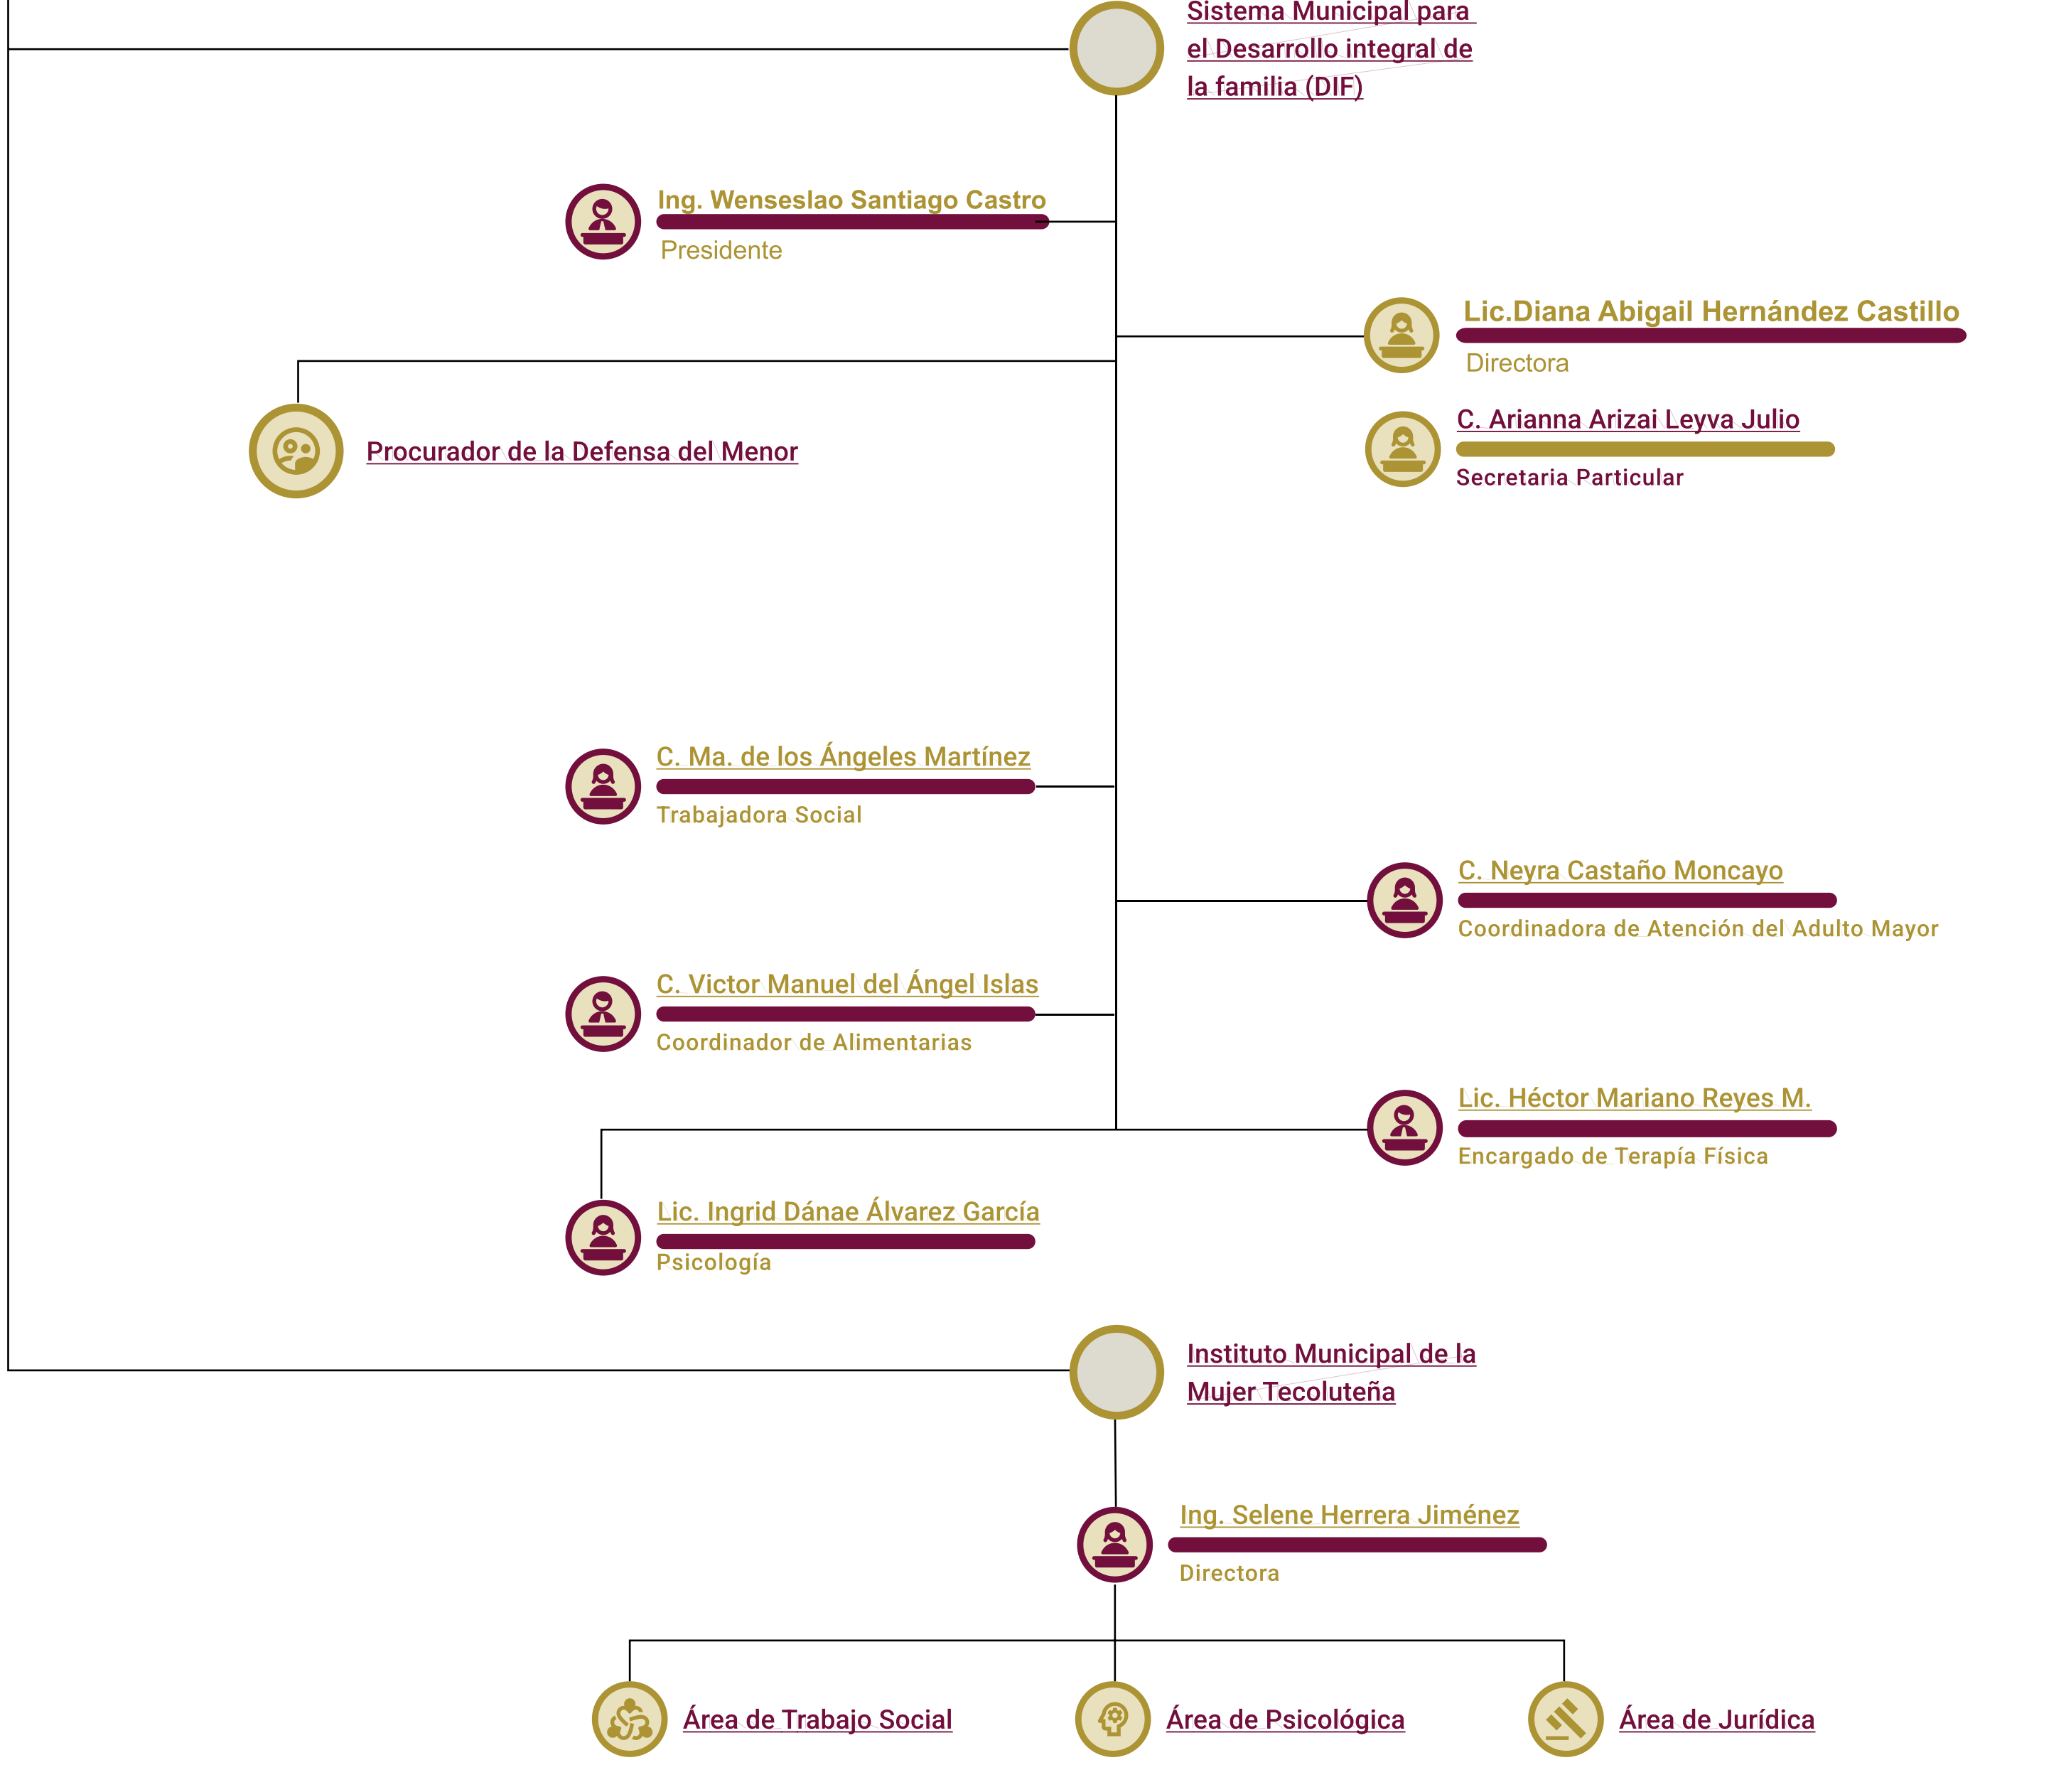 Sistema Municipal para
el Desarrollo integral de
la familia (DIF)
Ing. Wenseslao Santiago Castro
Presidente
Lic.Diana Abigail Hernández Castillo
Directora
C. Arianna Arizai Leyva Julio
Secretaria Particular
Procurador de la Defensa del Menor
C. Ma. de los Ángeles Martínez
Trabajadora Social
C. Neyra Castaño Moncayo
Coordinadora de Atención del Adulto Mayor
C. Victor Manuel del Ángel Islas
Coordinador de Alimentarias
Lic. Héctor Mariano Reyes M.
Encargado de Terapía Física
Lic. Ingrid Dánae Álvarez García
Psicología
Instituto Municipal de la
Mujer Tecoluteña
Ing. Selene Herrera Jiménez
Directora
Área de Trabajo Social
Área de Psicológica
Área de Jurídica